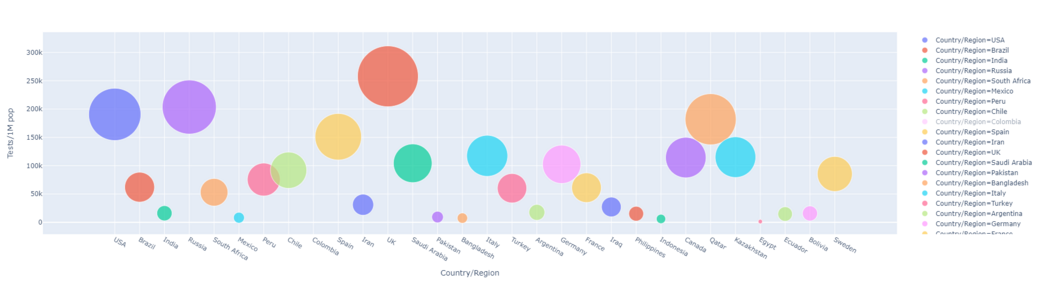 300k
250k
200k
150k
100k
50k
0
Tests/1M pop
USA
Brazil
India
Russia
South Africa
Mexico
Peru
Chile
Colombia
Spain
Iran
UK
Saudi Arabia
Pakistan
Bangladesh
Italy
Turkey
Argentina
Germany
France
Iraq
Philippines
Indonesia
Canada
Qatar
Kazakhstan
Egypt
Ecuador
Bolivia
Sweden
Country/Region
Country/Region=USA
Country/Region=Brazil
Country/Region=India
Country/Region=Russia
Country/Region=South Africa
Country/Region=Mexico
Country/Region=Peru
Country/Region=Chile
Country/Region=Colombia
Country/Region=Spain
Country/Region=Iran
Country/Region=UK
Country/Region=Saudi Arabia
Country/Region=Pakistan
Country/Region=Bangladesh
Country/Region=Italy
Country/Region=Turkey
Country/Region=Argentina
Country/Region=Germany
Country/Region=France